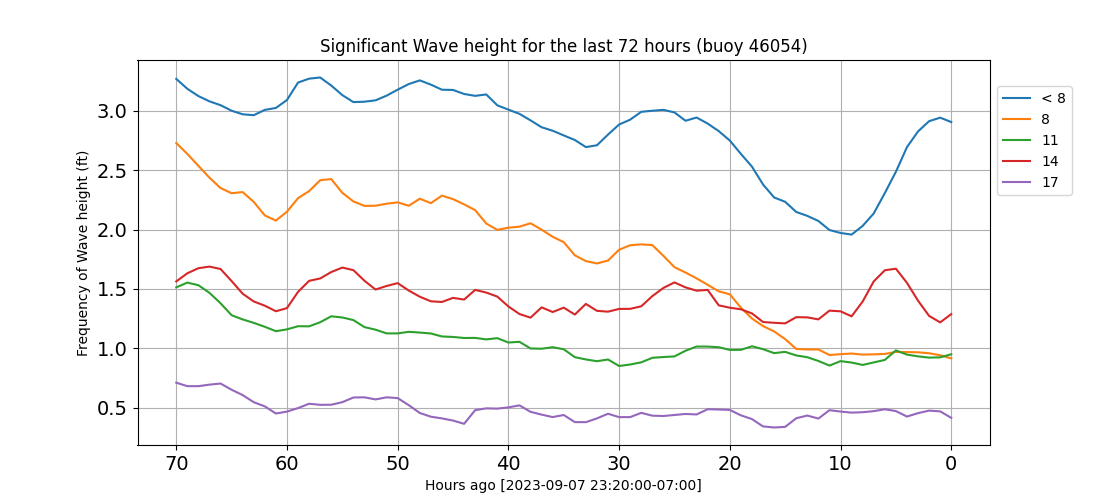 Significant Wave height for the last 72 hours (buoy 46054)
Frequency of Wave height (ft)
3.0
2.5
2.0
1.5
1.0
0.5
70 60 50 40 30 20 10 0
Hours ago [2023-09-07 23:20:00-07:00]
< 8
8
11
14
17